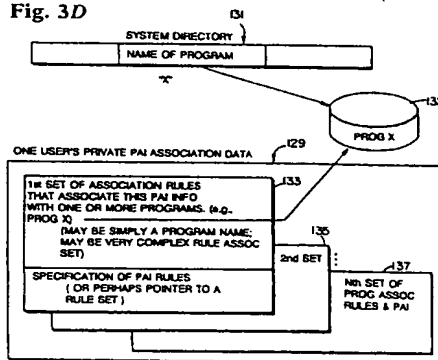 Fig. 3D
131
SYSTEM DIRECTORY
NAME OF PROGRAM
"X"
PROG X
ONE USER'S PRIVATE PAI ASSOCIATION DATA
129
133
1st SET OF ASSOCIATION RULES
THAT ASSOCIATE THIS PAI INFO
WITH ONE OR MORE PROGRAMS. (e.g.,
PROG X)
(MAY BE SIMPLY A PROGRAM NAME;
MAY BE VERY COMPLEX RULE ASSOC
SET)
SPECIFICATION OF PAI RULES
( OR PERHAPS POINTER TO A
RULE SET )
135
2nd SET
137
Nth SET OF
PROG ASSOC
RULES & PAI